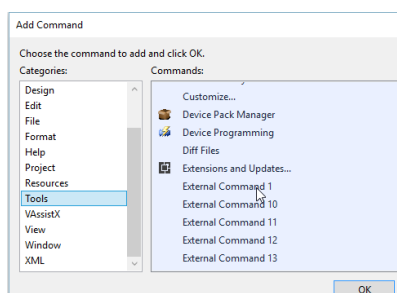 Add Command
Choose the command to add and click OK.
Categories:
Commands:
Design
Edit
File
Format
Help
Project
Resources
Tools
VAssistX
View
Window
XML
Customize...
Device Pack Manager
Device Programming
Diff Files
Extensions and Updates...
External Command 1
External Command 10
External Command 11
External Command 12
External Command 13
OK